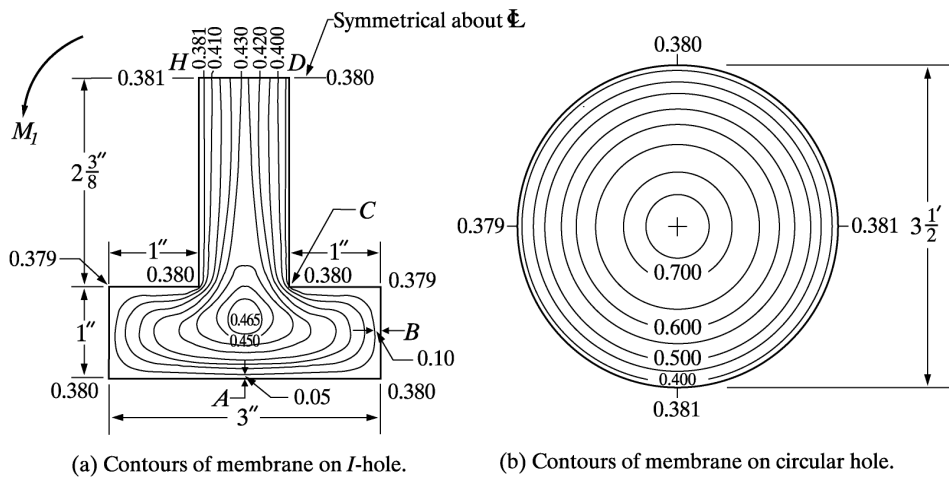 Symmetrical about ℄
0.381 0.410 0.430 0.420 0.400
H D
0.381 0.380
M₁
2 3/8″
C
1″ 1″
0.379 0.380 0.380 0.379
1″
0.465
0.450
B
0.10
0.380 A 0.05 0.380
3″
(a) Contours of membrane on I-hole.
0.380
0.379 0.381
3 1/2′
0.700
0.600
0.500
0.400
0.381
(b) Contours of membrane on circular hole.